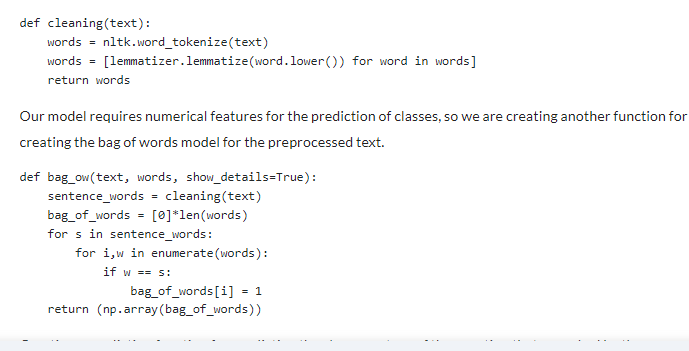 def cleaning(text):
    words = nltk.word_tokenize(text)
    words = [lemmatizer.lemmatize(word.lower()) for word in words]
    return words
Our model requires numerical features for the prediction of classes, so we are creating another function for
creating the bag of words model for the preprocessed text.
def bag_ow(text, words, show_details=True):
    sentence_words = cleaning(text)
    bag_of_words = [0]*len(words)
    for s in sentence_words:
        for i,w in enumerate(words):
            if w == s:
                bag_of_words[i] = 1
    return (np.array(bag_of_words))